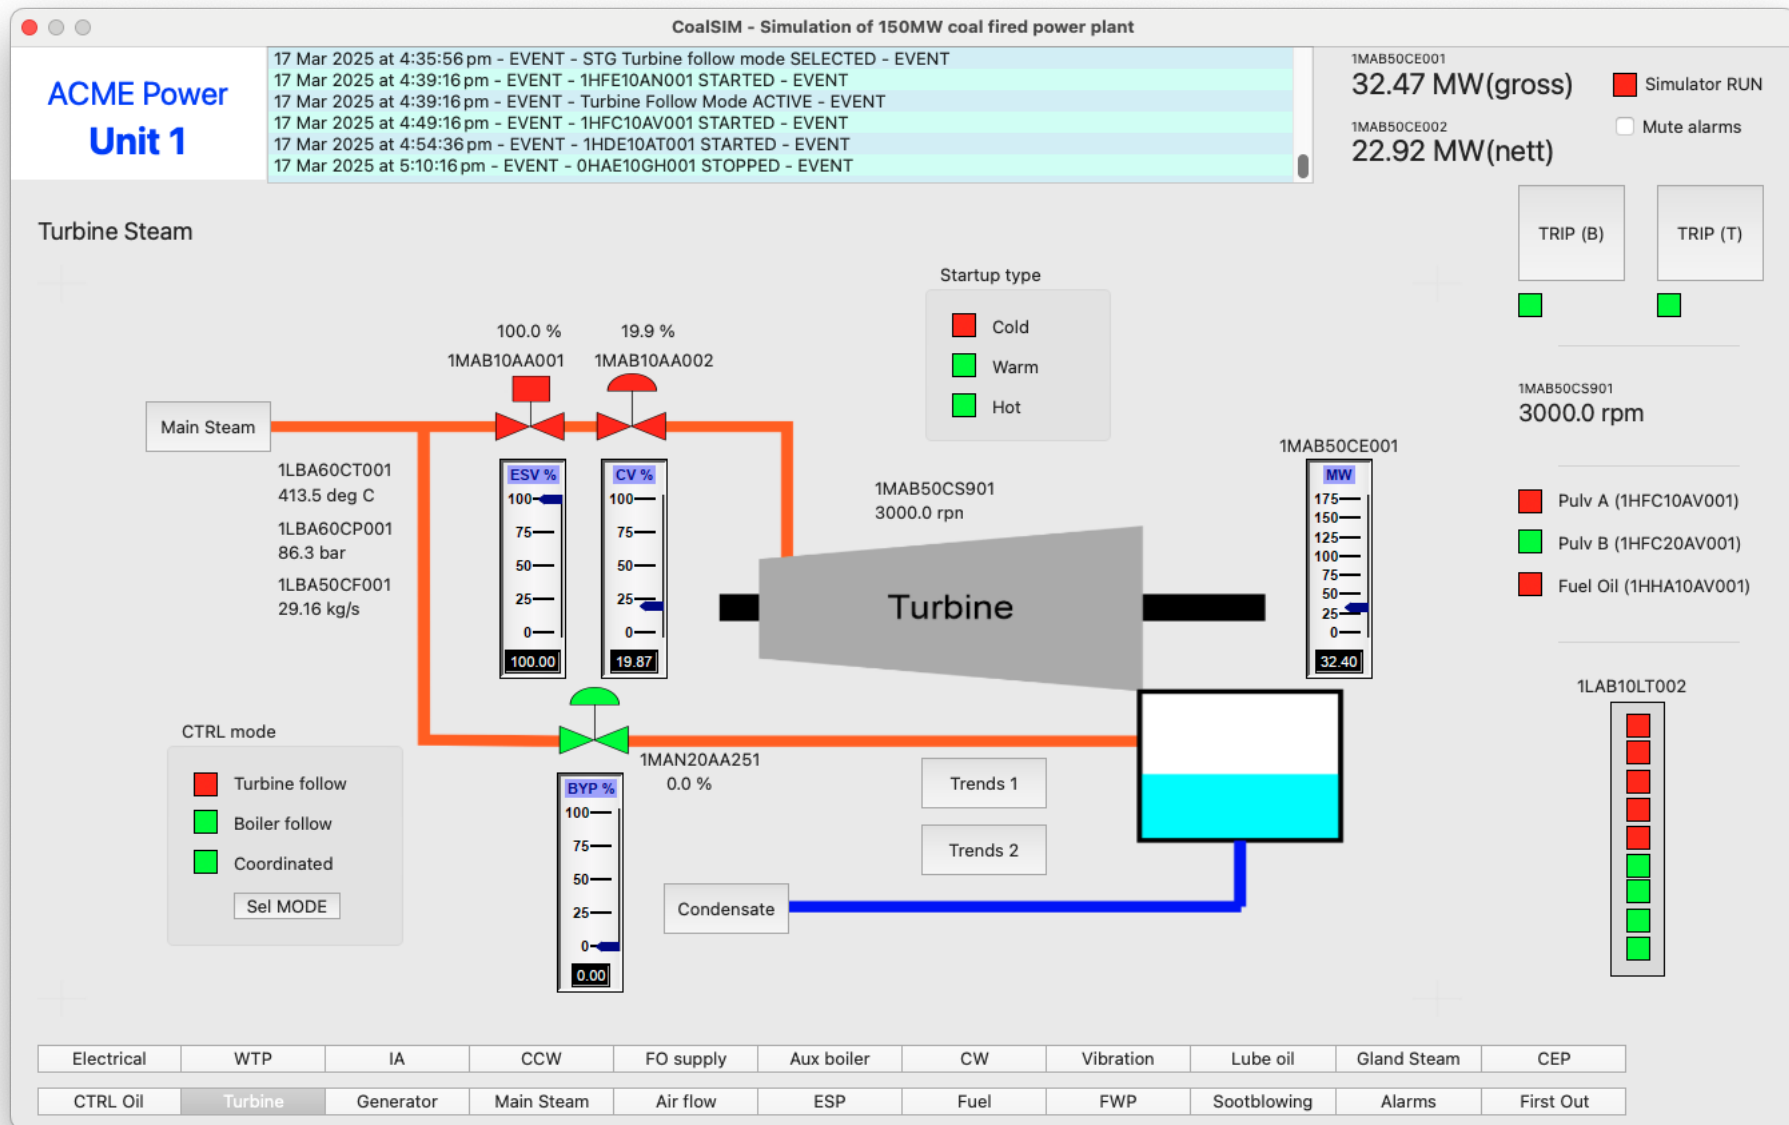 CoalSIM - Simulation of 150MW coal fired power plant
ACME Power
Unit 1
17 Mar 2025 at 4:35:56 pm - EVENT - STG Turbine follow mode SELECTED - EVENT
17 Mar 2025 at 4:39:16 pm - EVENT - 1HFE10AN001 STARTED - EVENT
17 Mar 2025 at 4:39:16 pm - EVENT - Turbine Follow Mode ACTIVE - EVENT
17 Mar 2025 at 4:49:16 pm - EVENT - 1HFC10AV001 STARTED - EVENT
17 Mar 2025 at 4:54:36 pm - EVENT - 1HDE10AT001 STARTED - EVENT
17 Mar 2025 at 5:10:16 pm - EVENT - 0HAE10GH001 STOPPED - EVENT
1MAB50CE001
32.47 MW(gross)
1MAB50CE002
22.92 MW(nett)
Simulator RUN
Mute alarms
TRIP (B)
TRIP (T)
Turbine Steam
Startup type
Cold
Warm
Hot
100.0 %
1MAB10AA001
19.9 %
1MAB10AA002
Main Steam
1LBA60CT001
413.5 deg C
1LBA60CP001
86.3 bar
1LBA50CF001
29.16 kg/s
ESV %
100
75
50
25
0
100.00
CV %
100
75
50
25
0
19.87
1MAB50CS901
3000.0 rpn
Turbine
1MAB50CE001
MW
175
150
125
100
75
50
25
0
32.40
1MAB50CS901
3000.0 rpm
Pulv A (1HFC10AV001)
Pulv B (1HFC20AV001)
Fuel Oil (1HHA10AV001)
1LAB10LT002
CTRL mode
Turbine follow
Boiler follow
Coordinated
Sel MODE
1MAN20AA251
0.0 %
BYP %
100
75
50
25
0
0.00
Trends 1
Trends 2
Condensate
Electrical WTP IA CCW FO supply Aux boiler CW Vibration Lube oil Gland Steam CEP
CTRL Oil Turbine Generator Main Steam Air flow ESP Fuel FWP Sootblowing Alarms First Out